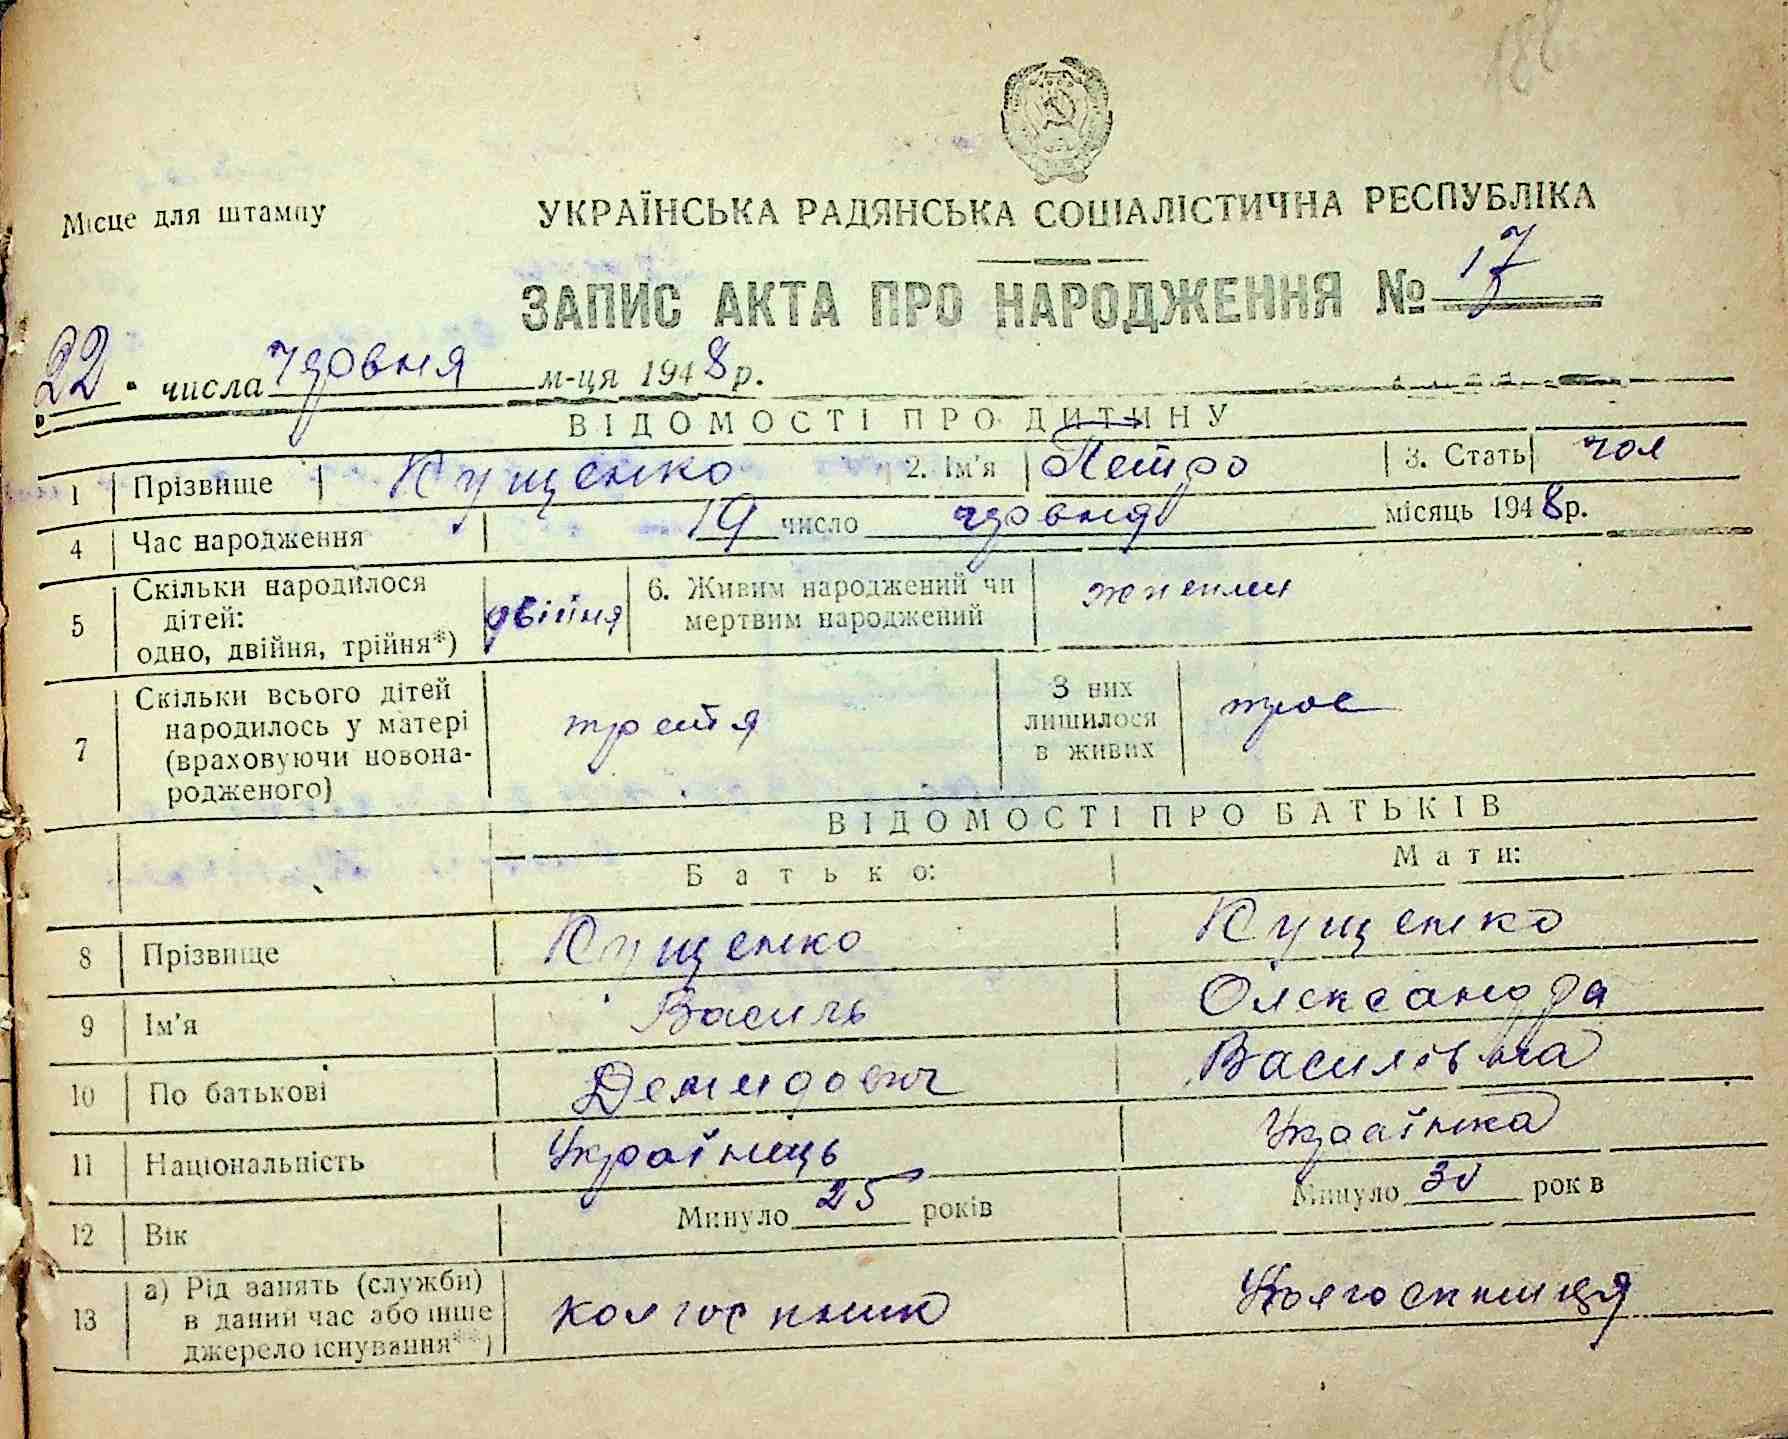 188
Місце для штампу
УКРАЇНСЬКА РАДЯНСЬКА СОЦІАЛІСТИЧНА РЕСПУБЛІКА
ЗАПИС АКТА ПРО НАРОДЖЕННЯ № 17
22 числа червня м-ця 1948 р.
ВІДОМОСТІ ПРО ДИТИНУ
1 Прізвище Кущенко 2. Ім'я Петро 3. Стать чол
4 Час народження 19 число червня місяць 1948 р.
5 Скільки народилося дітей: одно, двійня, трійня*) двійня 6. Живим народжений чи мертвим народжений живими
7 Скільки всього дітей народилось у матері (враховуючи новонародженого) третя З них лишилося в живих троє
ВІДОМОСТІ ПРО БАТЬКІВ
Батько: Мати:
8 Прізвище Кущенко Кущенко
9 Ім'я Василь Олександра
10 По батькові Демидович Василівна
11 Національність Українець Українка
12 Вік Минуло 25 років Минуло 30 рок в
13 а) Рід занять (служби) в даний час або інше джерело існування**) колгоспник Колгоспниця